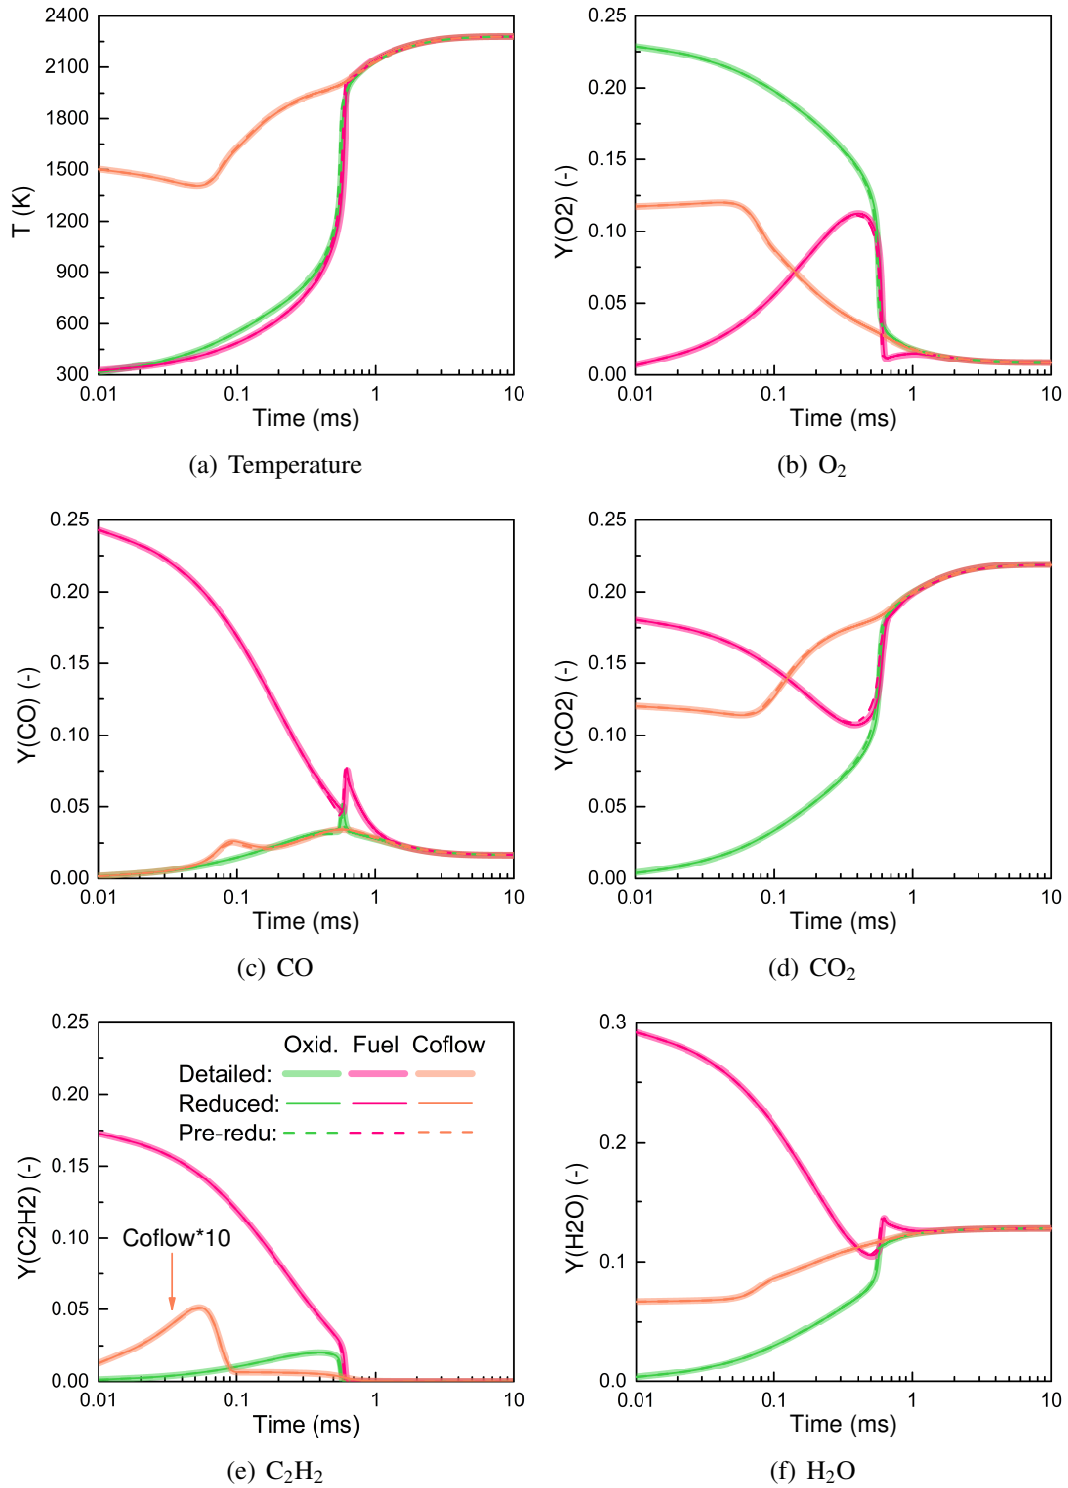 2400
2100
1800
1500
1200
900
600
300
T (K)
0.01 0.1 1 10
Time (ms)
(a) Temperature
0.25
0.20
0.15
0.10
0.05
0.00
Y(O2) (-)
0.01 0.1 1 10
Time (ms)
(b) O₂
0.25
0.20
0.15
0.10
0.05
0.00
Y(CO) (-)
0.01 0.1 1 10
Time (ms)
(c) CO
0.25
0.20
0.15
0.10
0.05
0.00
Y(CO2) (-)
0.01 0.1 1 10
Time (ms)
(d) CO₂
0.25
0.20
0.15
0.10
0.05
0.00
Y(C2H2) (-)
Oxid. Fuel Coflow
Detailed:
Reduced:
Pre-redu:
Coflow*10
0.01 0.1 1 10
Time (ms)
(e) C₂H₂
0.3
0.2
0.1
0.0
Y(H2O) (-)
0.01 0.1 1 10
Time (ms)
(f) H₂O